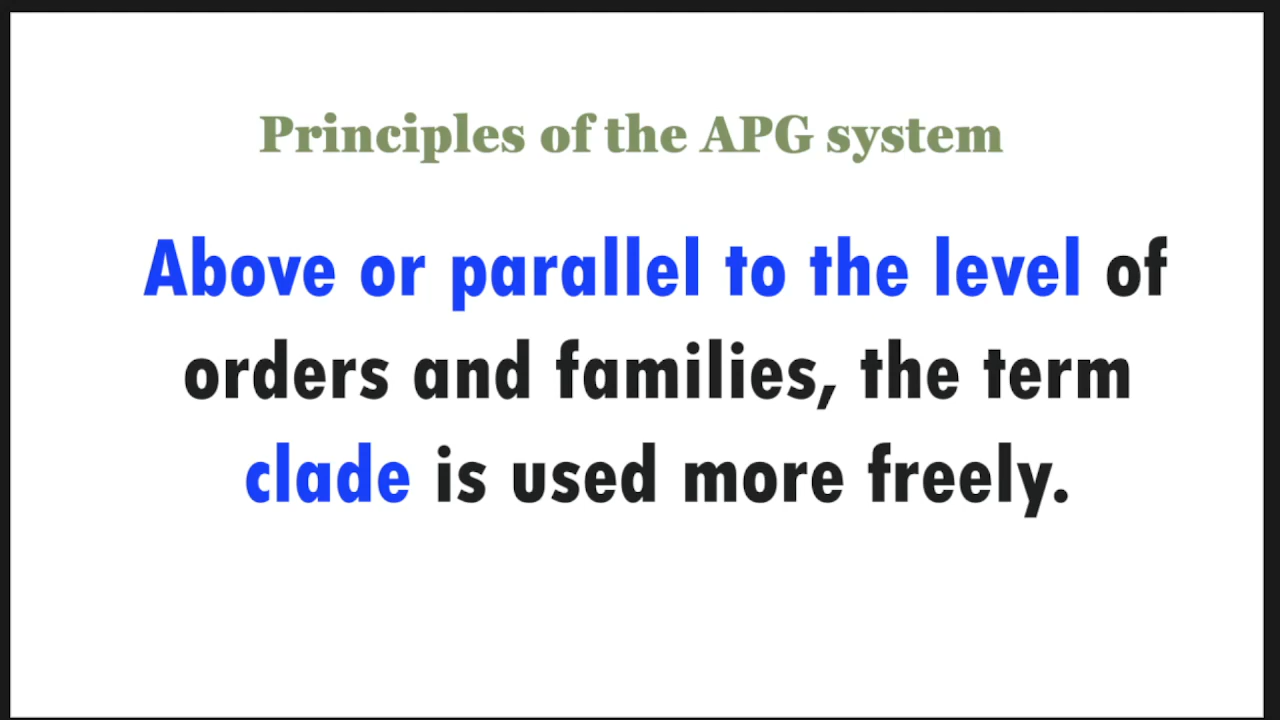 Principles of the APG system
Above or parallel to the level of
orders and families, the term
clade is used more freely.